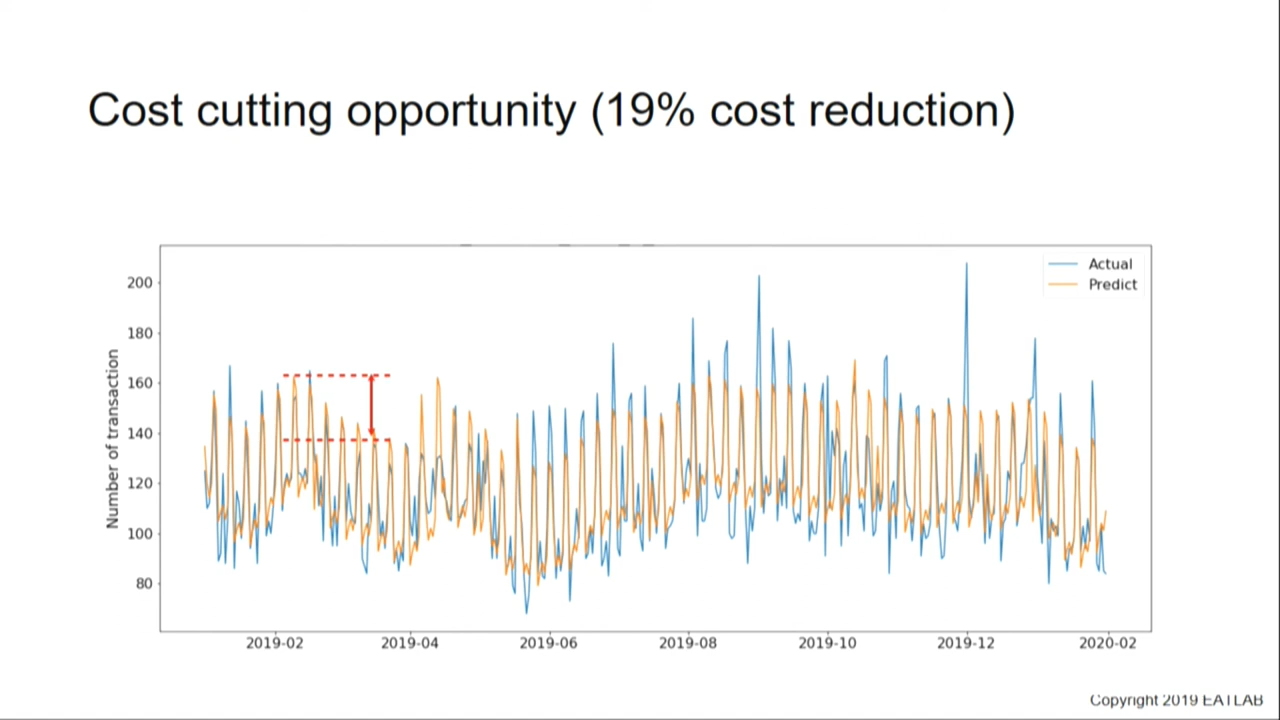 Cost cutting opportunity (19% cost reduction)
Actual
Predict
Number of transaction
200
180
160
140
120
100
80
2019-02 2019-04 2019-06 2019-08 2019-10 2019-12 2020-02
Copyright 2019 EATLAB